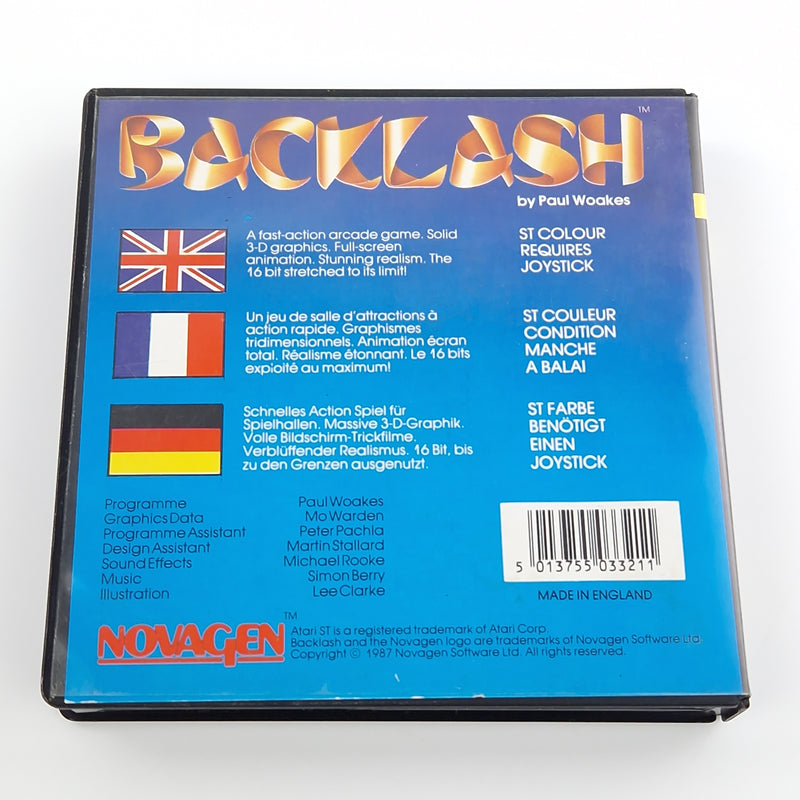 BACKLASH™
by Paul Woakes
A fast-action arcade game. Solid
3-D graphics. Full-screen
animation. Stunning realism. The
16 bit stretched to its limit!
ST COLOUR
REQUIRES
JOYSTICK
Un jeu de salle d'attractions à
action rapide. Graphismes
tridimensionnels. Animation écran
total. Réalisme étonnant. Le 16 bits
expioité au maximum!
ST COULEUR
CONDITION
MANCHE
A BALAI
Schnelles Action Spiel für
Spielhallen. Massive 3-D-Graphik.
Volle Bildschirm-Trickfilme.
Verblüffender Realismus. 16 Bit, bis
zu den Grenzen ausgenutzt.
ST FARBE
BENÖTIGT
EINEN
JOYSTICK
Programme Paul Woakes
Graphics Data Mo Warden
Programme Assistant Peter Pachla
Design Assistant Martin Stallard
Sound Effects Michael Rooke
Music Simon Berry
Illustration Lee Clarke
5 013755 033211
MADE IN ENGLAND
NOVAGEN™
Atari ST is a registered trademark of Atari Corp.
Backlash and the Novagen logo are trademarks of Novagen Software Ltd.
Copyright © 1987 Novagen Software Ltd. All rights reserved.